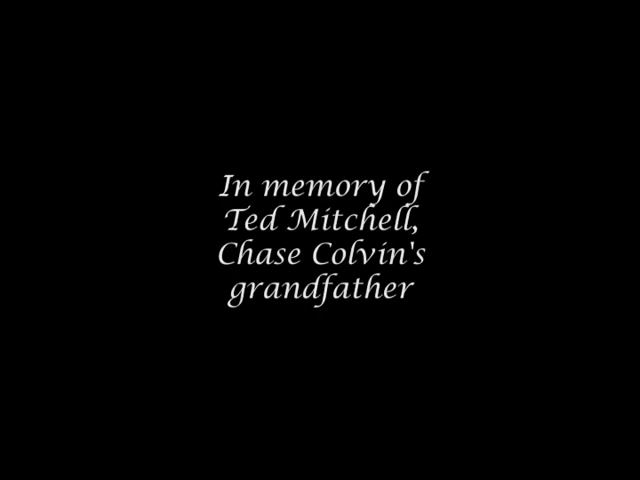 In memory of
Ted Mitchell,
Chase Colvin's
grandfather